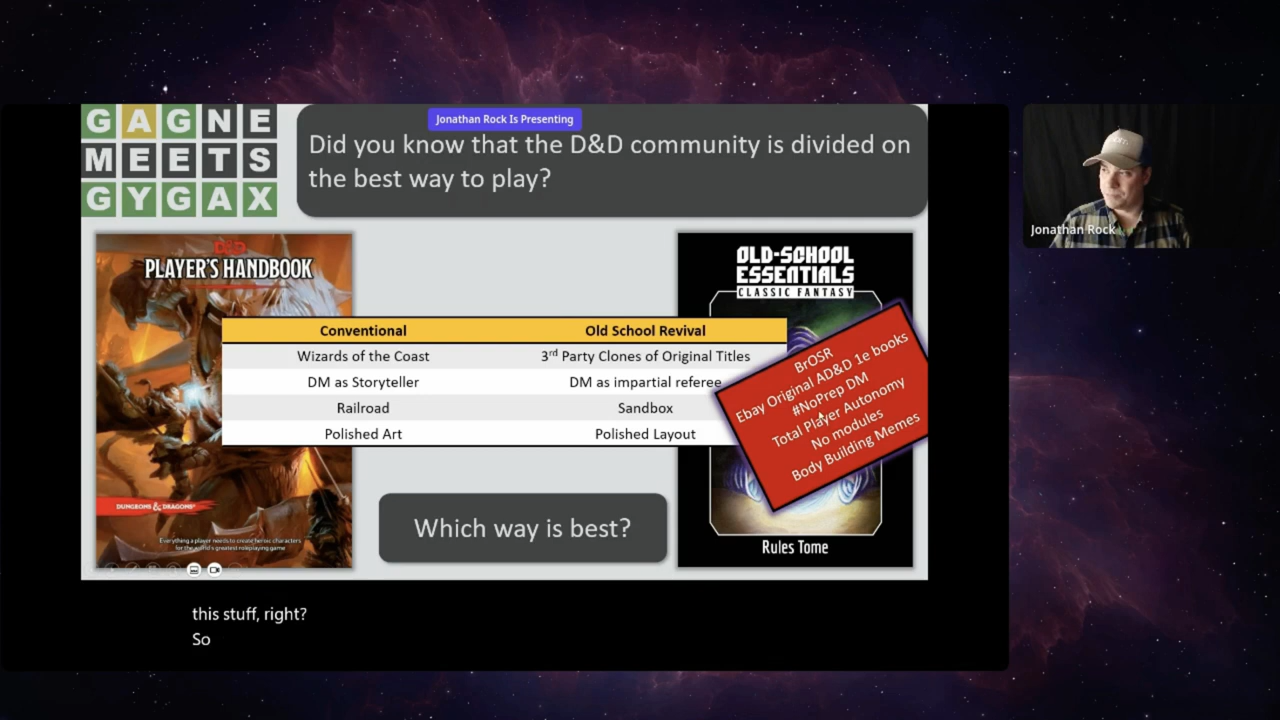 GAGNE
MEETS
GYGAX
Jonathan Rock Is Presenting
Did you know that the D&D community is divided on
the best way to play?
D&D
PLAYER'S HANDBOOK
DUNGEONS & DRAGONS®
Everything a player needs to create heroic characters
for the world's greatest roleplaying game
OLD-SCHOOL
ESSENTIALS
CLASSIC FANTASY
Rules Tome
Conventional Old School Revival
Wizards of the Coast 3rd Party Clones of Original Titles
DM as Storyteller DM as impartial referee
Railroad Sandbox
Polished Art Polished Layout
BrOSR
Ebay Original AD&D 1e books
#NoPrep DM
Total Player Autonomy
No modules
Body Building Memes
Which way is best?
this stuff, right?
So
Jonathan Rock